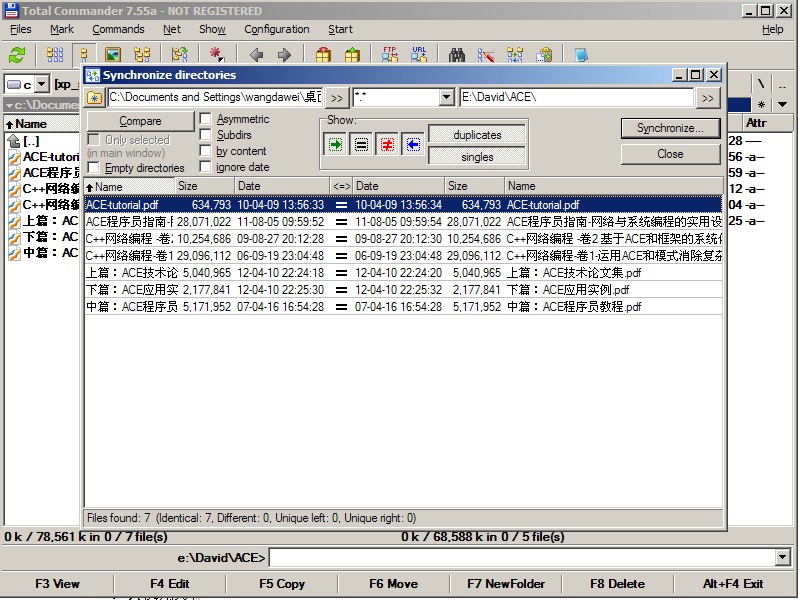 Total Commander 7.55a - NOT REGISTERED
Files Mark Commands Net Show Configuration Start Help
FTP URL
c [xp_ \ ..
c:\Documen * 
Name Attr
[..] 28 ----
ACE-tutori 56 -a--
ACE程序员 59 -a--
C++网络编 12 -a--
C++网络编 04 -a--
上篇：AC 25 -a--
下篇：AC
中篇：AC
Synchronize directories
C:\Documents and Settings\wangdawei\桌面 >> *.* E:\David\ACE\ >>
Compare
Only selected
(in main window)
Empty directories
Asymmetric
Subdirs
by content
ignore date
Show:
duplicates
singles
Synchronize...
Close
Name Size Date <=> Date Size Name
ACE-tutorial.pdf 634,793 10-04-09 13:56:33 = 10-04-09 13:56:34 634,793 ACE-tutorial.pdf
ACE程序员指南-网 28,071,022 11-08-05 09:59:52 = 11-08-05 09:59:54 28,071,022 ACE程序员指南-网络与系统编程的实用设
C++网络编程 -卷2 10,254,686 09-08-27 20:12:28 = 09-08-27 20:12:30 10,254,686 C++网络编程 -卷2 基于ACE和框架的系统化
C++网络编程-卷1 29,096,112 06-09-19 23:04:48 = 06-09-19 23:04:48 29,096,112 C++网络编程-卷1-运用ACE和模式消除复杂
上篇：ACE技术论 5,040,965 12-04-10 22:24:18 = 12-04-10 22:24:20 5,040,965 上篇：ACE技术论文集.pdf
下篇：ACE应用实 2,177,841 12-04-10 22:25:30 = 12-04-10 22:25:32 2,177,841 下篇：ACE应用实例.pdf
中篇：ACE程序员 5,171,952 07-04-16 16:54:28 = 07-04-16 16:54:28 5,171,952 中篇：ACE程序员教程.pdf
Files found: 7 (Identical: 7, Different: 0, Unique left: 0, Unique right: 0)
0 k / 78,561 k in 0 / 7 file(s) 0 k / 68,588 k in 0 / 5 file(s)
e:\David\ACE>
F3 View F4 Edit F5 Copy F6 Move F7 NewFolder F8 Delete Alt+F4 Exit